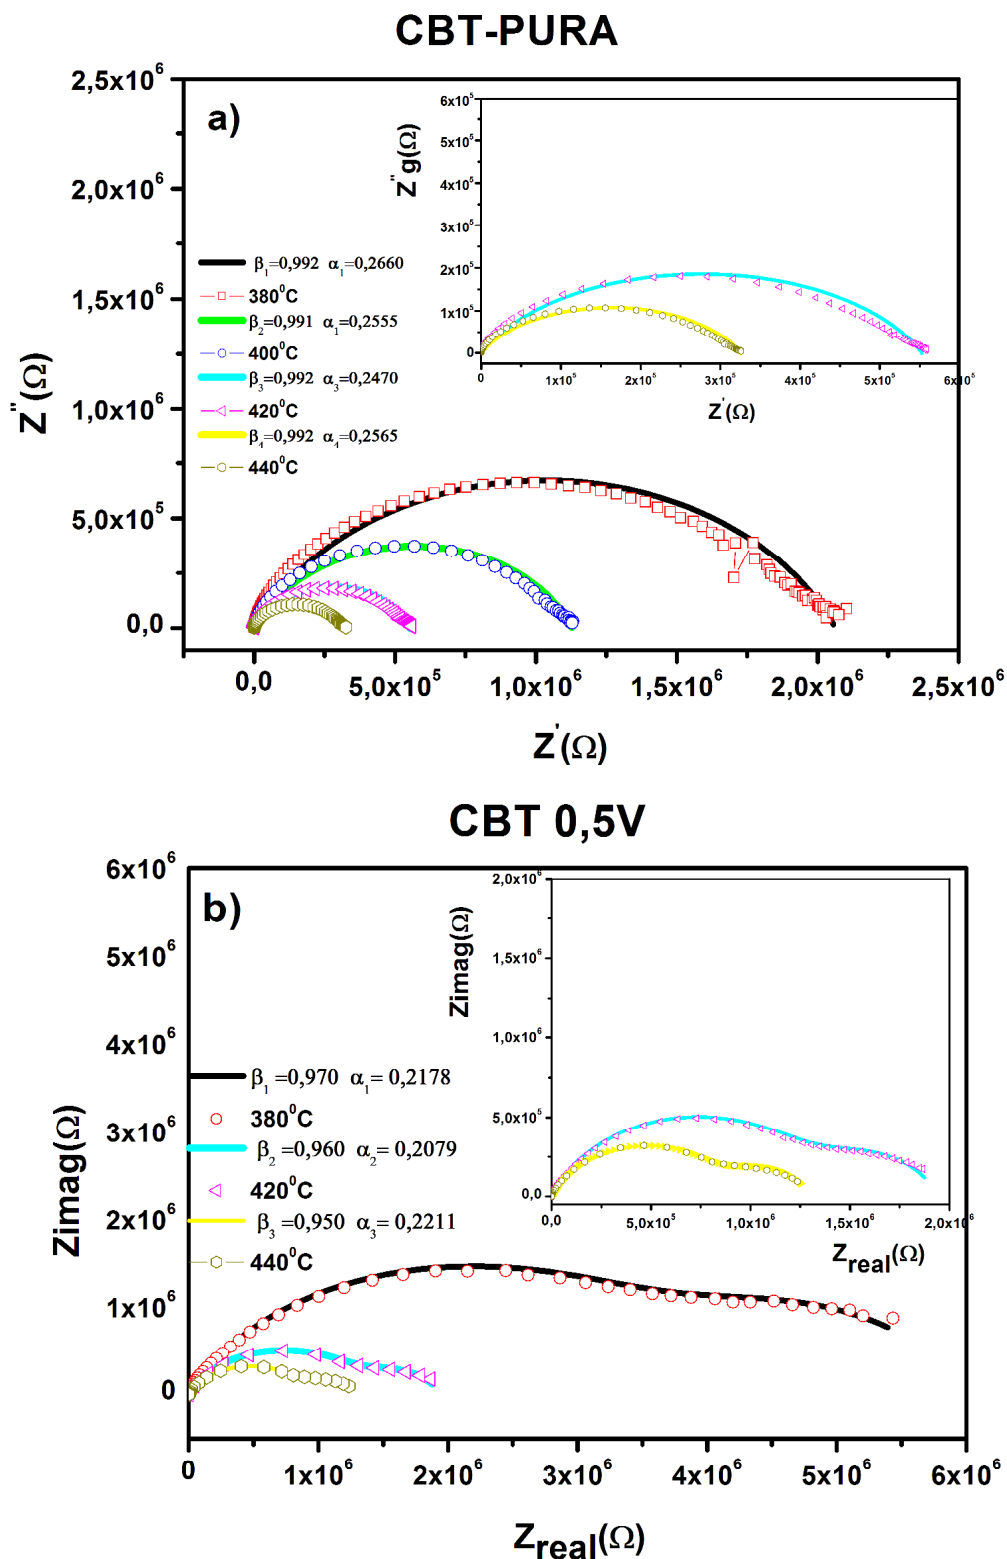 CBT-PURA
a)
2,5x10⁶
2,0x10⁶
1,5x10⁶
1,0x10⁶
5,0x10⁵
0,0
Z''(Ω)
β₁=0,992 α₁=0,2660
380⁰C
β₂=0,991 α₁=0,2555
400⁰C
β₃=0,992 α₃=0,2470
420⁰C
β₄=0,992 α₄=0,2565
440⁰C
6x10⁵
5x10⁵
4x10⁵
3x10⁵
2x10⁵
1x10⁵
0
Z''g(Ω)
0 1x10⁵ 2x10⁵ 3x10⁵ 4x10⁵ 5x10⁵ 6x10⁵
Z'(Ω)
0,0 5,0x10⁵ 1,0x10⁶ 1,5x10⁶ 2,0x10⁶ 2,5x10⁶
Z'(Ω)
CBT 0,5V
b)
6x10⁶
5x10⁶
4x10⁶
3x10⁶
2x10⁶
1x10⁶
0
Zimag(Ω)
β₁=0,970 α₁= 0,2178
380⁰C
β₂=0,960 α₂= 0,2079
420⁰C
β₃=0,950 α₃= 0,2211
440⁰C
2,0x10⁶
1,5x10⁶
1,0x10⁶
5,0x10⁵
0,0
Zimag(Ω)
0,0 5,0x10⁵ 1,0x10⁶ 1,5x10⁶ 2,0x10⁶
Zreal(Ω)
0 1x10⁶ 2x10⁶ 3x10⁶ 4x10⁶ 5x10⁶ 6x10⁶
Zreal(Ω)